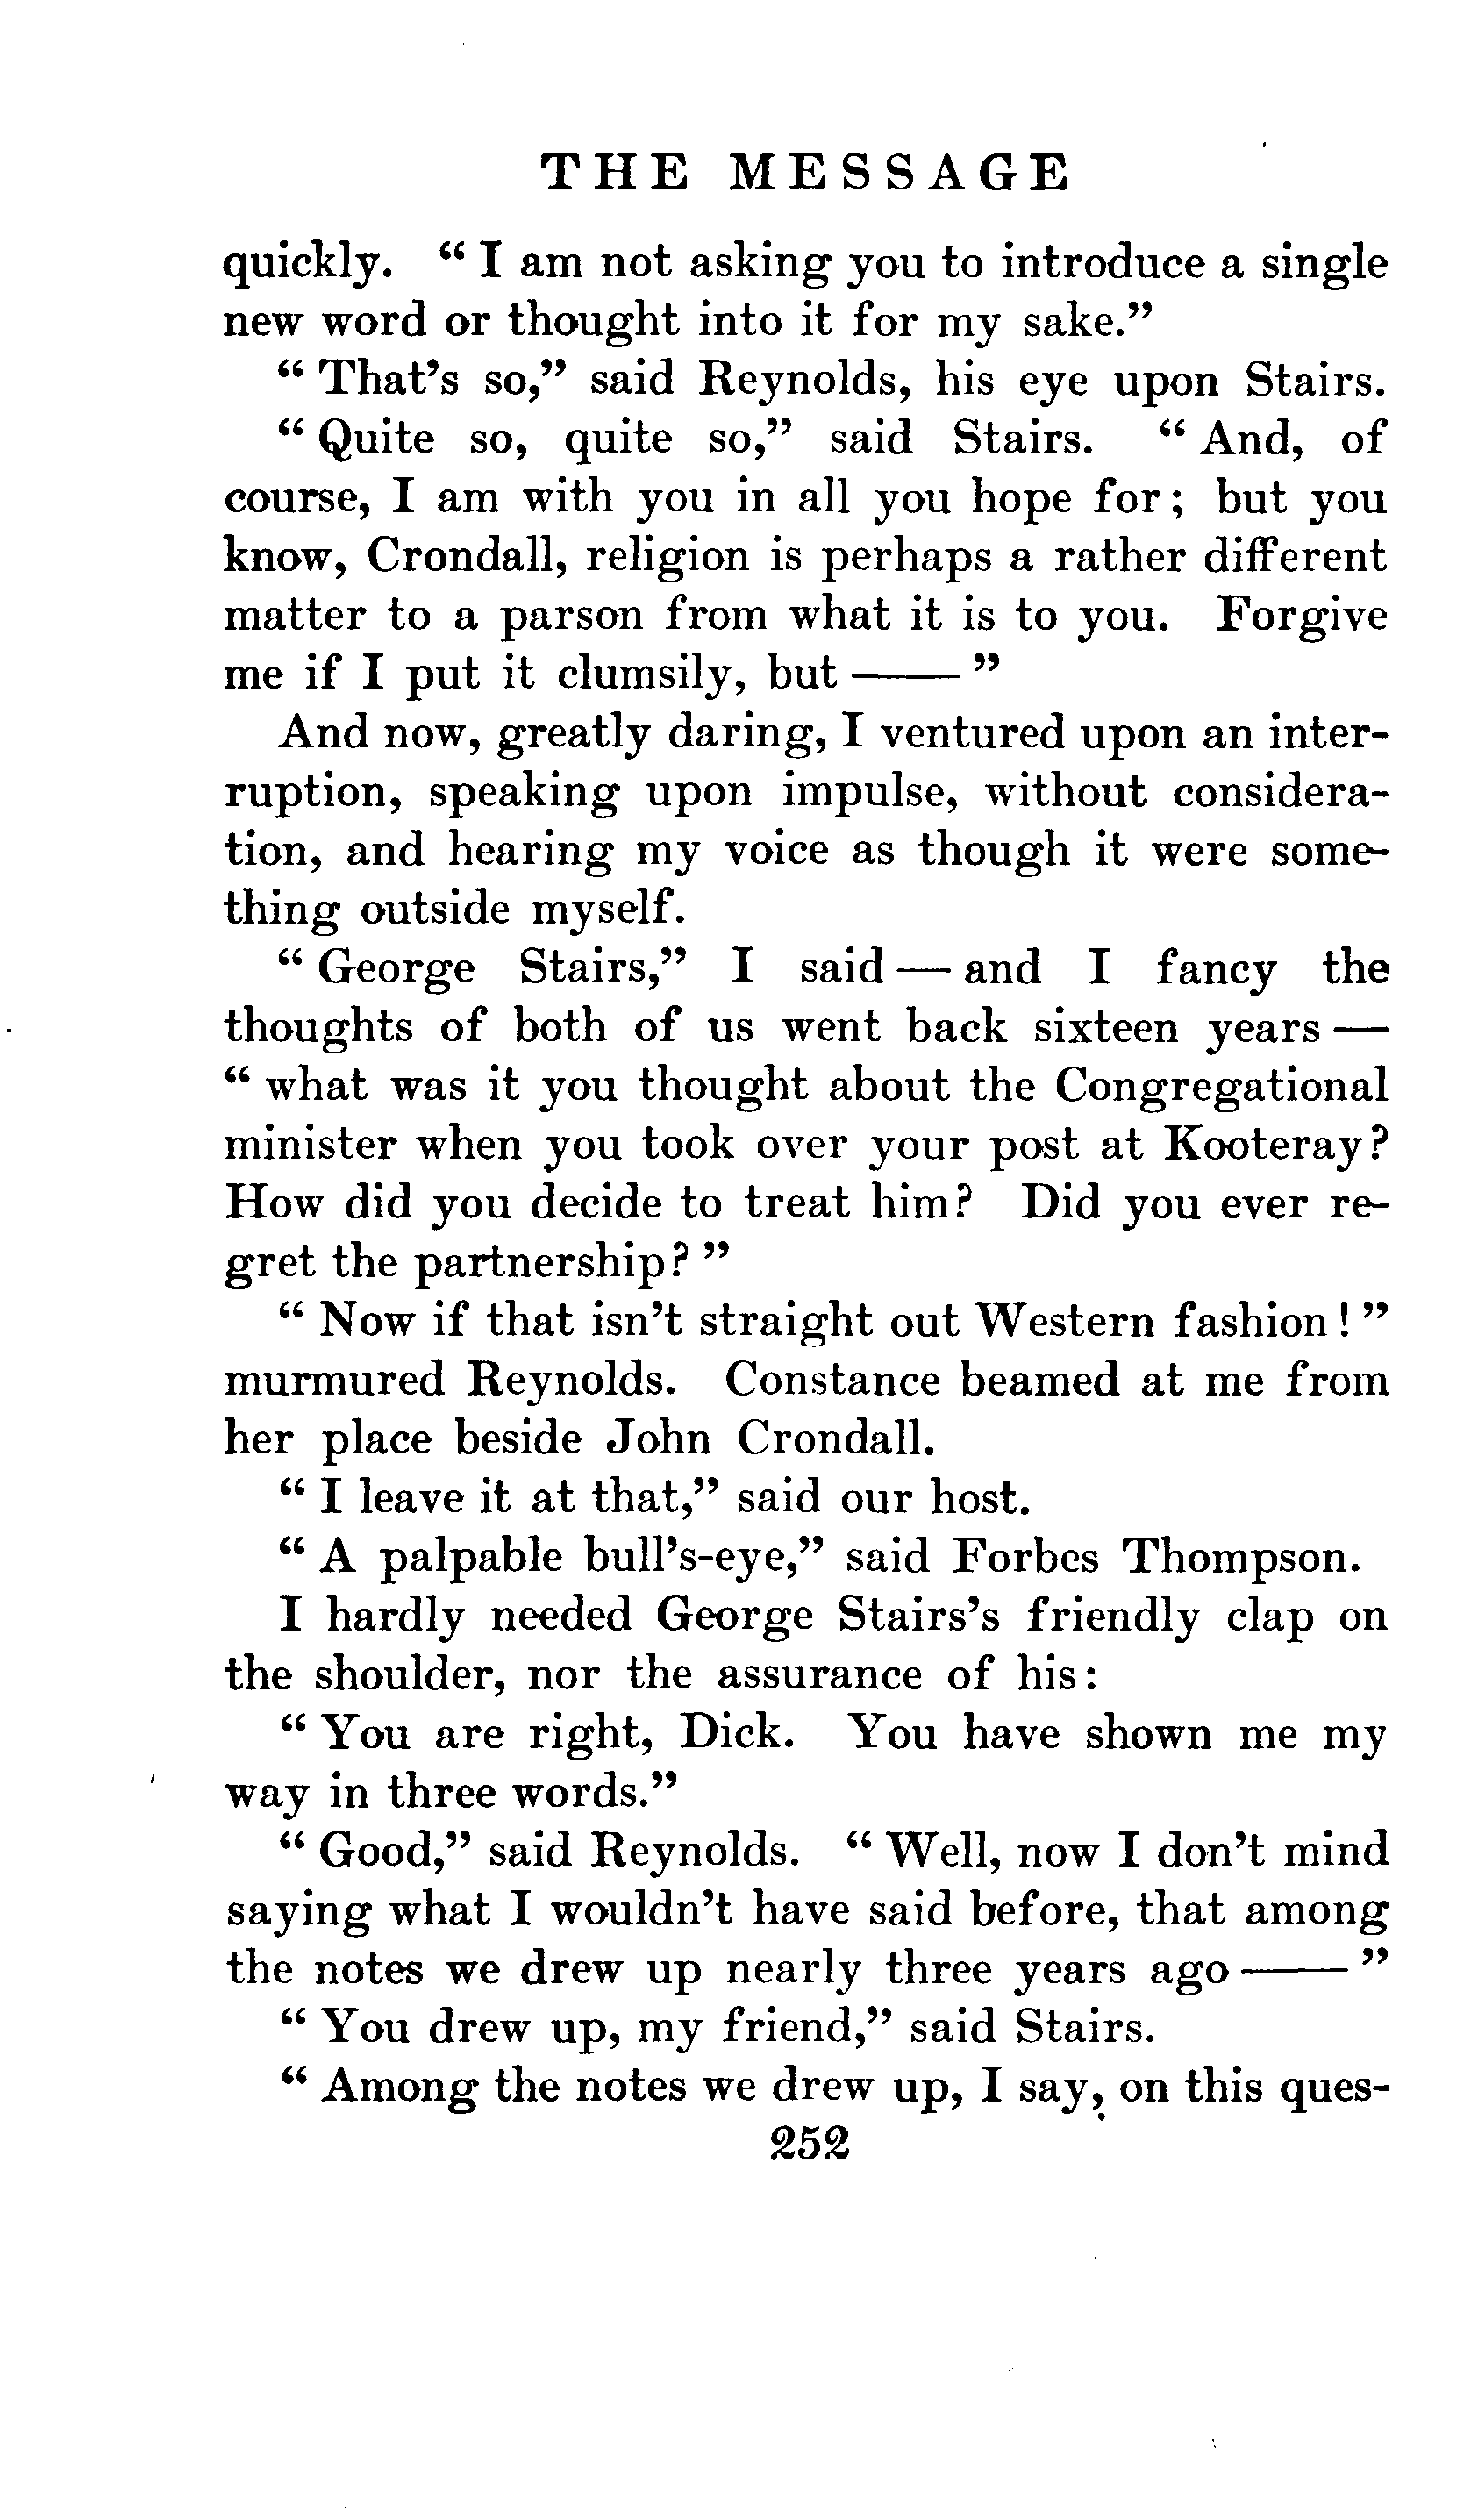 THE MESSAGE
quickly. “ I am not asking you to introduce a single
new word or thought into it for my sake.”
“ That’s so,” said Reynolds, his eye upon Stairs.
“ Quite so, quite so,” said Stairs. “ And, of
course, I am with you in all you hope for; but you
know, Crondall, religion is perhaps a rather different
matter to a parson from what it is to you. Forgive
me if I put it clumsily, but —— ”
And now, greatly daring, I ventured upon an inter-
ruption, speaking upon impulse, without considera-
tion, and hearing my voice as though it were some-
thing outside myself.
“ George Stairs,” I said — and I fancy the
thoughts of both of us went back sixteen years —
“ what was it you thought about the Congregational
minister when you took over your post at Kooteray?
How did you decide to treat him? Did you ever re-
gret the partnership? ”
“ Now if that isn’t straight out Western fashion! ”
murmured Reynolds. Constance beamed at me from
her place beside John Crondall.
“ I leave it at that,” said our host.
“ A palpable bull’s-eye,” said Forbes Thompson.
I hardly needed George Stairs’s friendly clap on
the shoulder, nor the assurance of his:
“ You are right, Dick. You have shown me my
way in three words.”
“ Good,” said Reynolds. “ Well, now I don’t mind
saying what I wouldn’t have said before, that among
the notes we drew up nearly three years ago —— ”
“ You drew up, my friend,” said Stairs.
“ Among the notes we drew up, I say, on this ques-
252